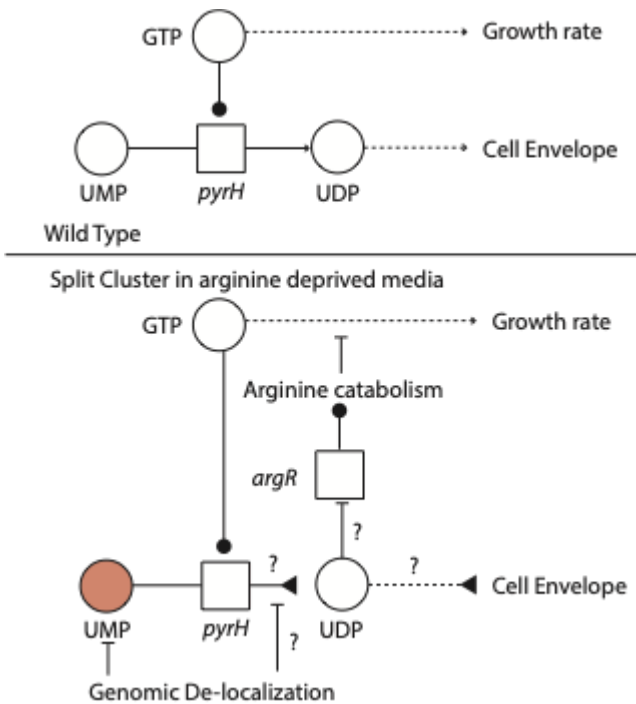 GTP
Growth rate
UMP
pyrH
UDP
Cell Envelope
Wild Type
Split Cluster in arginine deprived media
GTP
Growth rate
Arginine catabolism
argR
?
?
?
UMP
pyrH
UDP
Cell Envelope
?
Genomic De-localization